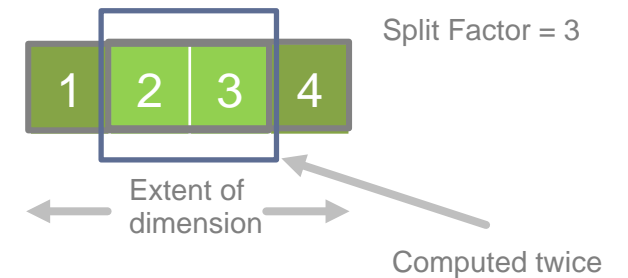 Split Factor = 3
1 2 3 4
Extent of
dimension
Computed twice